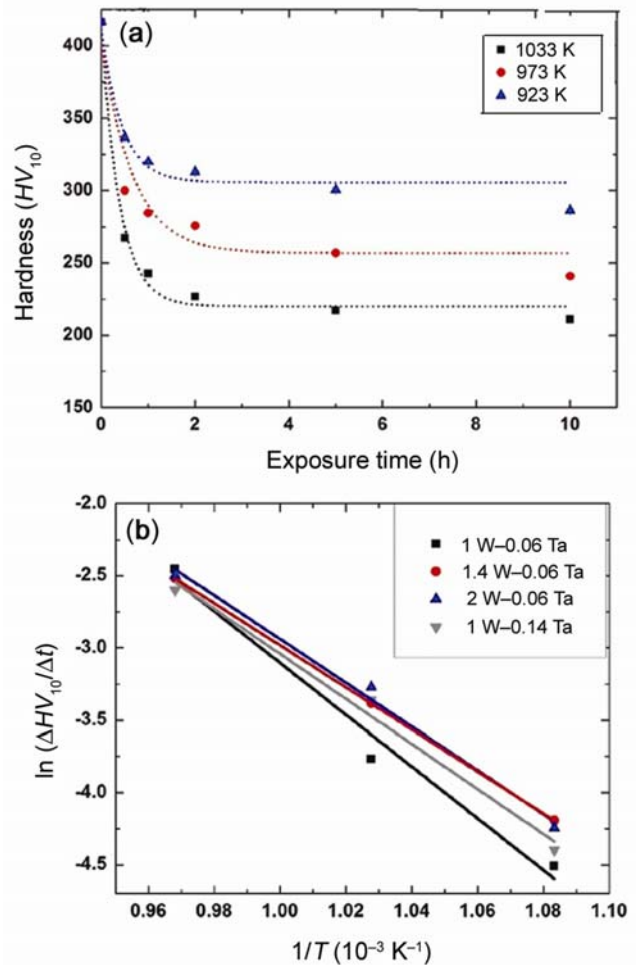 (a)
1033 K
973 K
923 K
400
350
300
250
200
150
Hardness (HV10)
0 2 4 6 8 10
Exposure time (h)
(b)
1 W–0.06 Ta
1.4 W–0.06 Ta
2 W–0.06 Ta
1 W–0.14 Ta
-2.0
-2.5
-3.0
-3.5
-4.0
-4.5
ln (ΔHV10/Δt)
0.96 0.98 1.00 1.02 1.04 1.06 1.08 1.10
1/T (10–3 K–1)